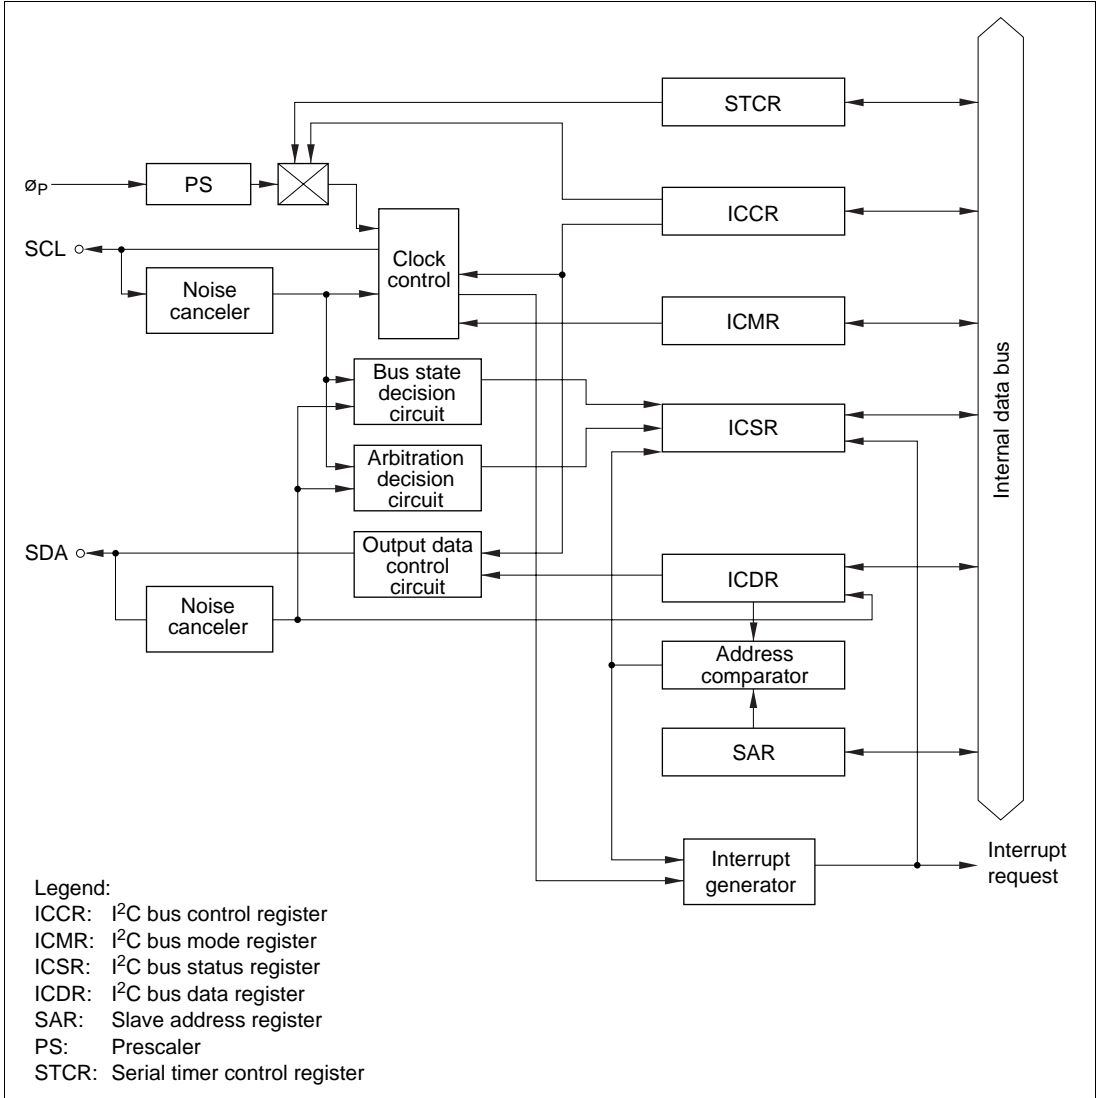 STCR
øP
PS
ICCR
SCL
Clock
control
Noise
canceler
ICMR
Bus state
decision
circuit
ICSR
Internal data bus
Arbitration
decision
circuit
SDA
Output data
control
circuit
ICDR
Noise
canceler
Address
comparator
SAR
Interrupt
generator
Interrupt
request
Legend:
ICCR: I²C bus control register
ICMR: I²C bus mode register
ICSR: I²C bus status register
ICDR: I²C bus data register
SAR: Slave address register
PS: Prescaler
STCR: Serial timer control register